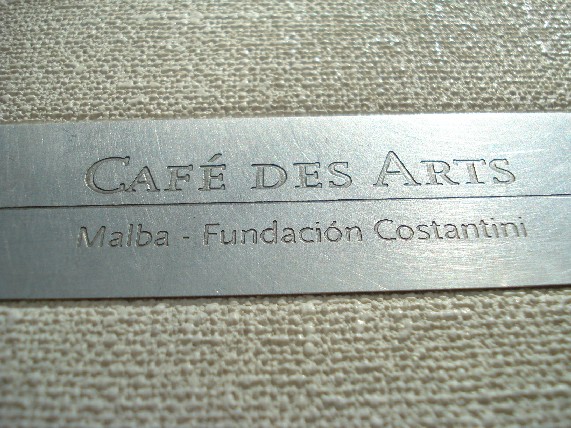 CAFÉ DES ARTS
Malba - Fundación Costantini